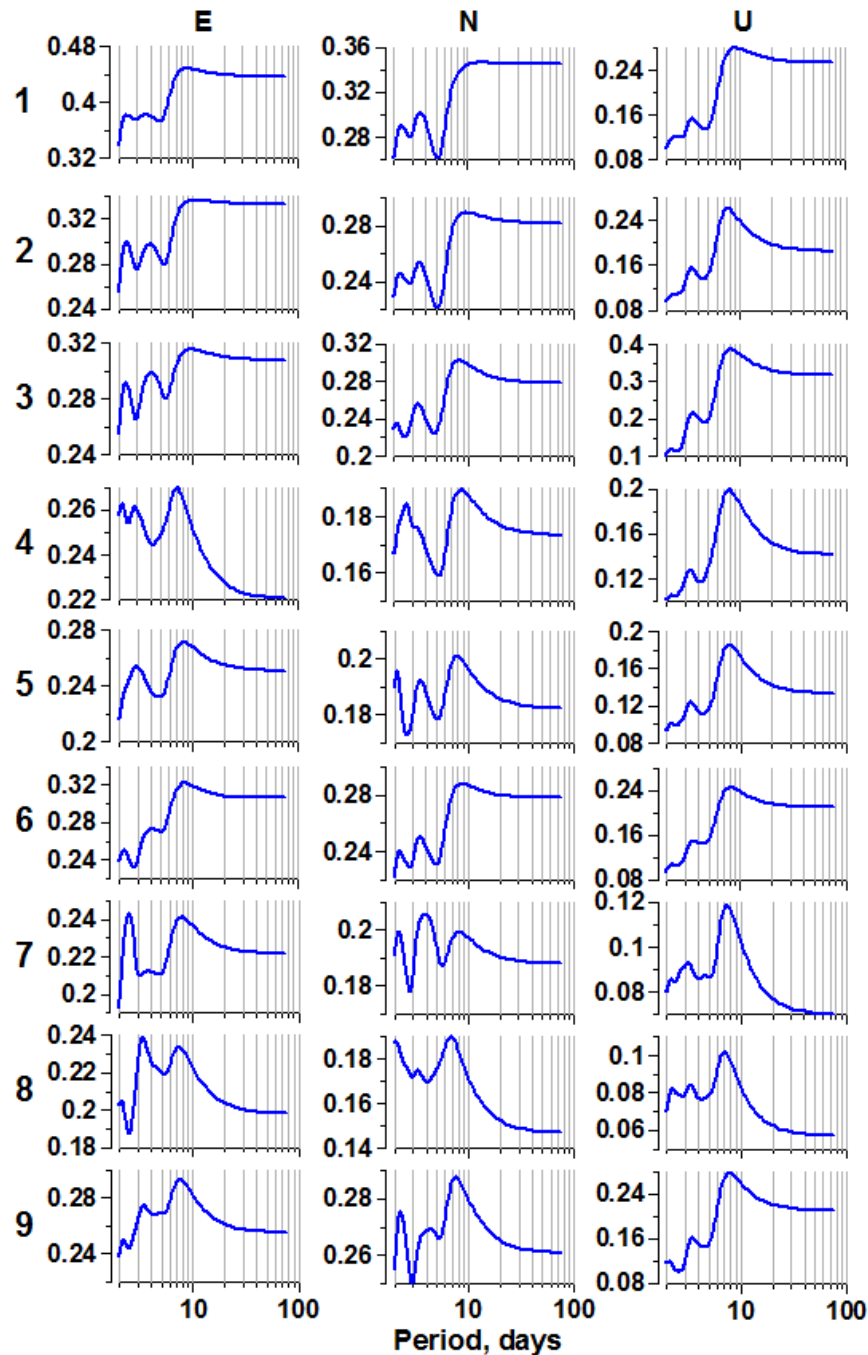 E N U
1 0.48 0.4 0.32 0.36 0.32 0.28 0.24 0.16 0.08
2 0.32 0.28 0.24 0.28 0.24 0.24 0.16 0.08
3 0.32 0.28 0.24 0.32 0.28 0.24 0.2 0.4 0.3 0.2 0.1
4 0.26 0.24 0.22 0.18 0.16 0.2 0.16 0.12
5 0.28 0.24 0.2 0.2 0.18 0.2 0.16 0.12 0.08
6 0.32 0.28 0.24 0.28 0.24 0.24 0.16 0.08
7 0.24 0.22 0.2 0.2 0.18 0.12 0.1 0.08
8 0.24 0.22 0.2 0.18 0.18 0.16 0.14 0.1 0.08 0.06
9 0.28 0.24 0.28 0.26 0.24 0.16 0.08
10 100 10 100 10 100
Period, days